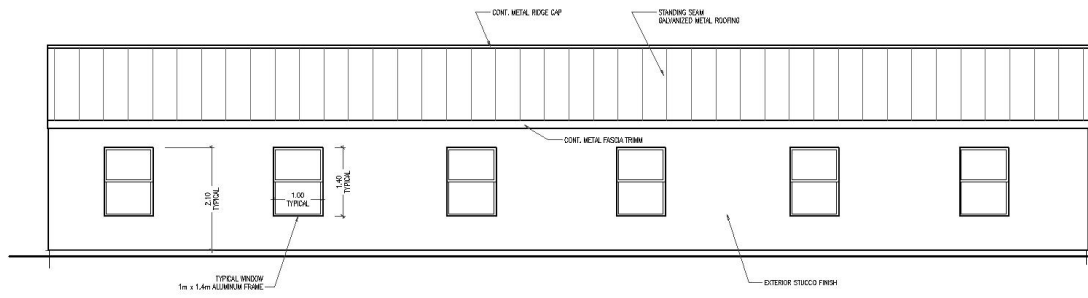 CONT. METAL RIDGE CAP
STANDING SEAM
GALVANIZED METAL ROOFING
CONT. METAL FASCIA TRIMM
2.10
TYPICAL
1.00
TYPICAL
1.40
TYPICAL
TYPICAL WINDOW
1m x 1.4m ALUMINUM FRAME
EXTERIOR STUCCO FINISH